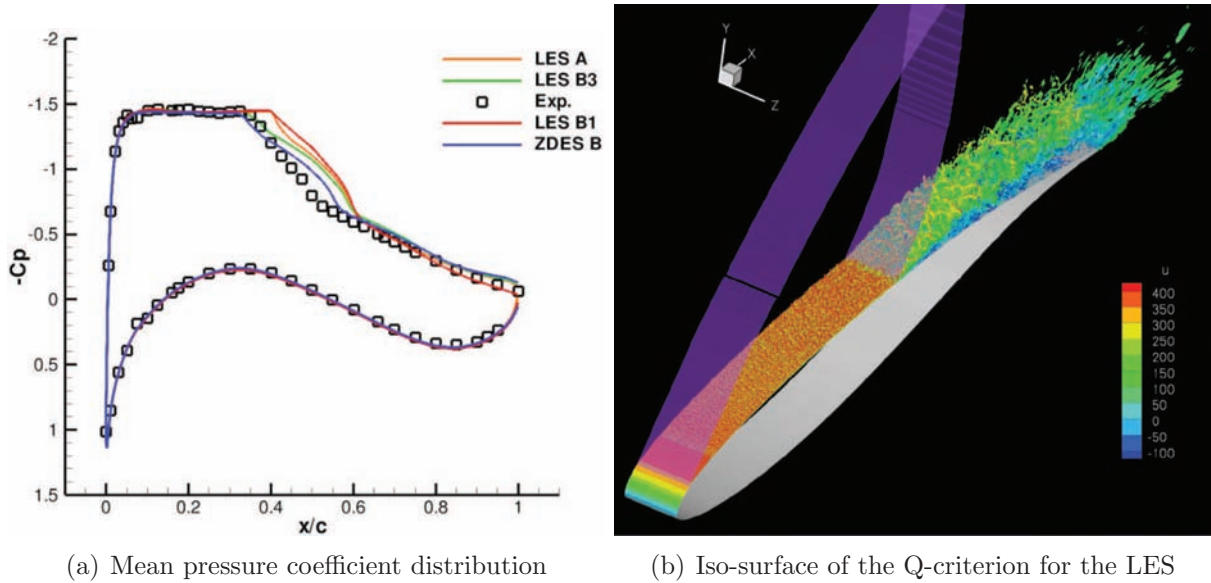 -2
-1.5
-1
-0.5
0
0.5
1
1.5
-Cp
0
0.2
0.4
0.6
0.8
1
x/c
LES A
LES B3
Exp.
LES B1
ZDES B
(a) Mean pressure coefficient distribution
Y
X
Z
u
400
350
300
250
200
150
100
50
0
-50
-100
(b) Iso-surface of the Q-criterion for the LES